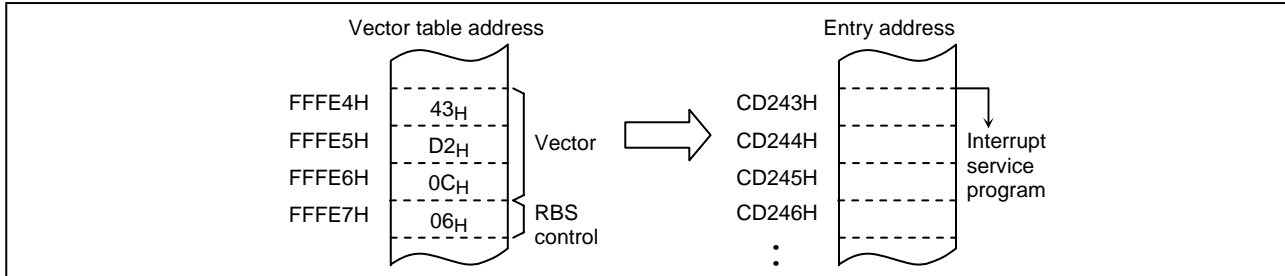 Vector table address
FFFE4H 43H
FFFE5H D2H
FFFE6H 0CH
FFFE7H 06H
Vector
RBS
control
Entry address
CD243H
CD244H
CD245H
CD246H
:
Interrupt
service
program